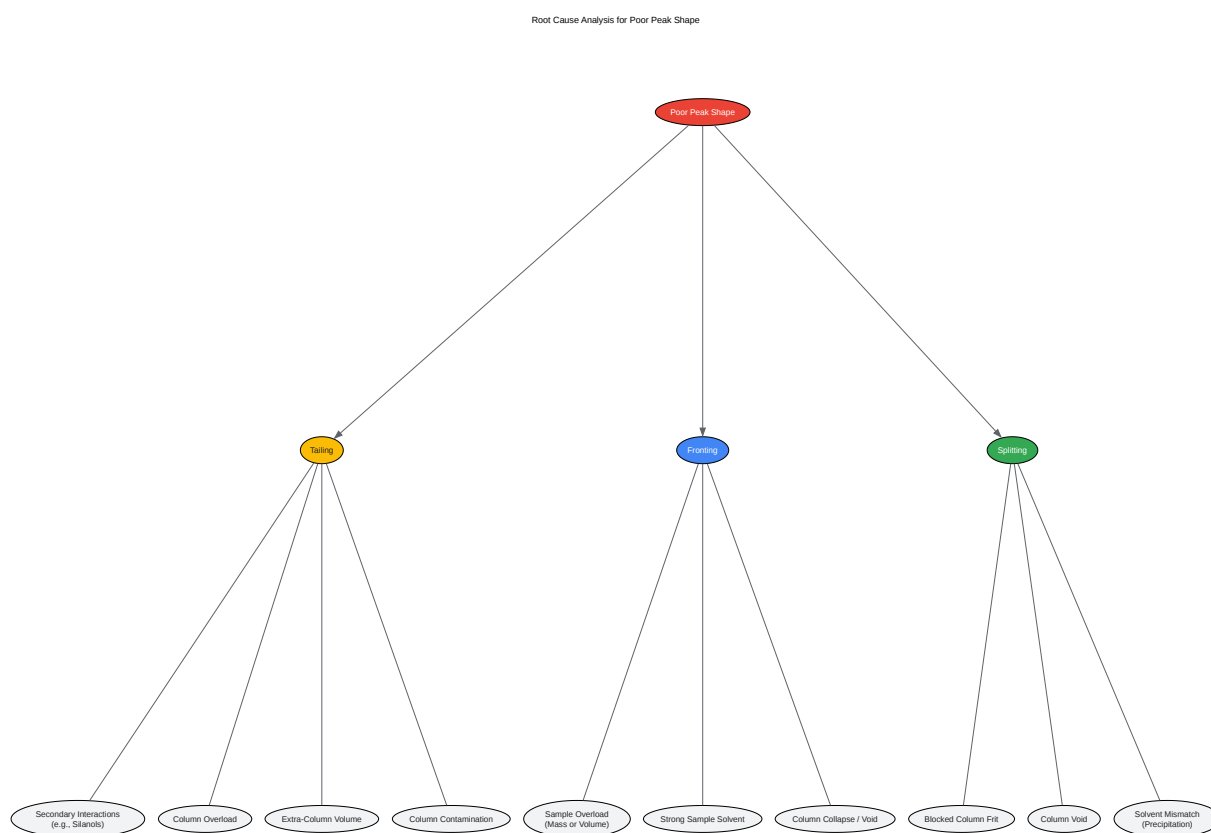 Root Cause Analysis for Poor Peak Shape
Poor Peak Shape
Tailing
Fronting
Splitting
Secondary Interactions
(e.g., Silanols)
Column Overload
Extra-Column Volume
Column Contamination
Sample Overload
(Mass or Volume)
Strong Sample Solvent
Column Collapse / Void
Blocked Column Frit
Column Void
Solvent Mismatch
(Precipitation)